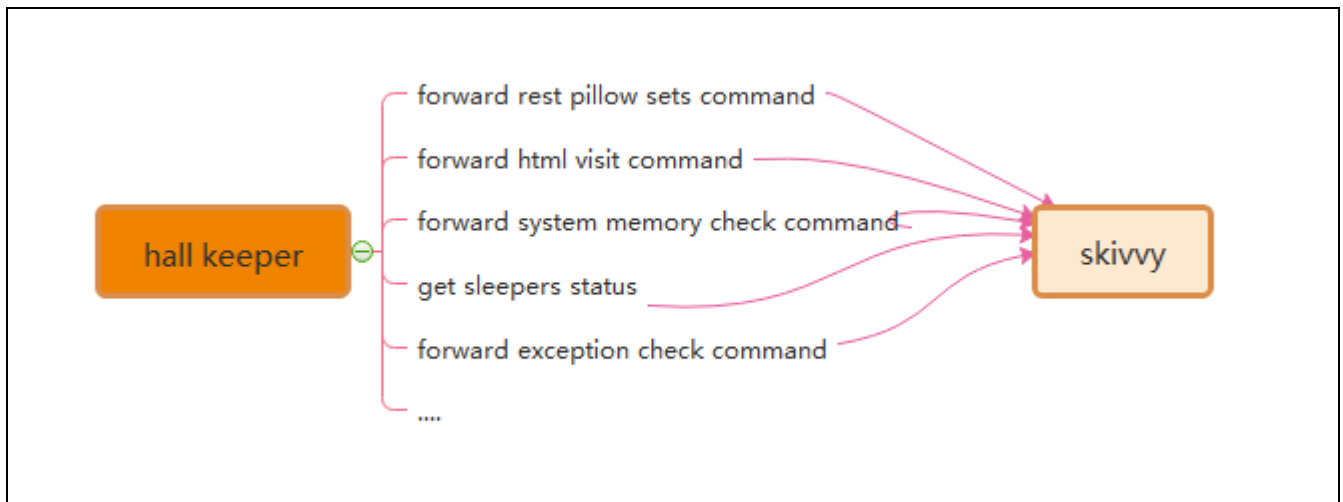 hall keeper
forward rest pillow sets command
forward html visit command
forward system memory check command
get sleepers status
forward exception check command
....
skivvy